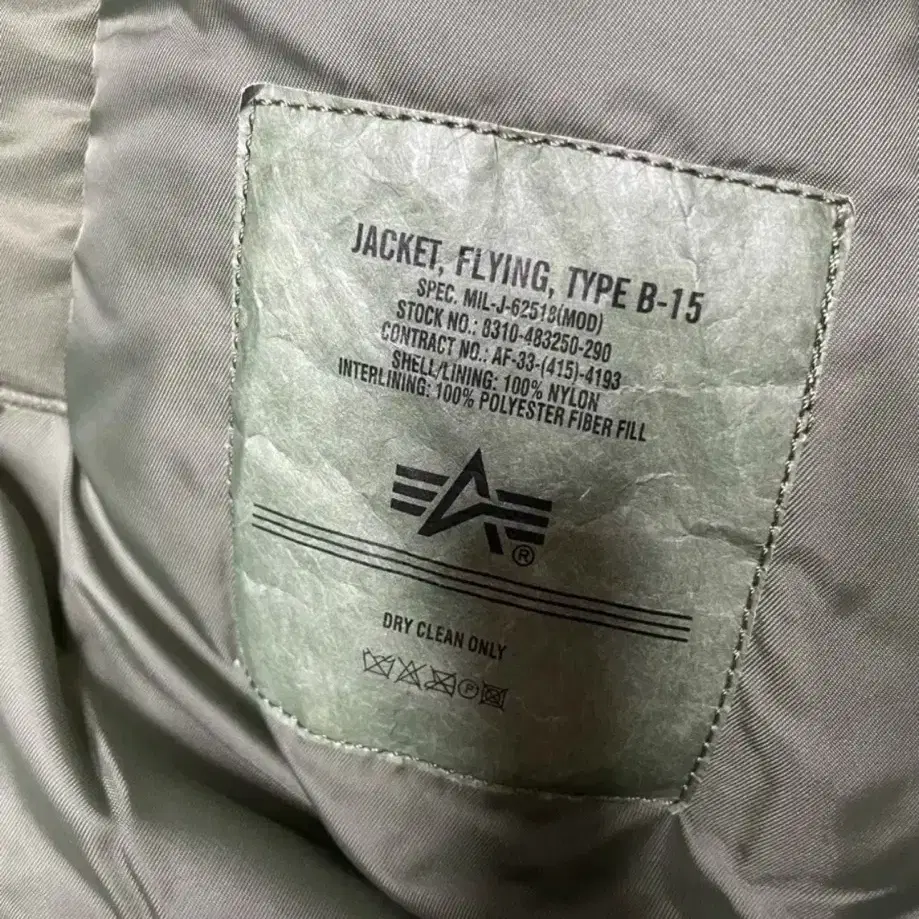 JACKET, FLYING, TYPE B-15
SPEC. MIL-J-62518(MOD)
STOCK NO.: 8310-483250-290
CONTRACT NO.: AF-33-(415)-4193
SHELL/LINING: 100% NYLON
INTERLINING: 100% POLYESTER FIBER FILL
®
DRY CLEAN ONLY
P